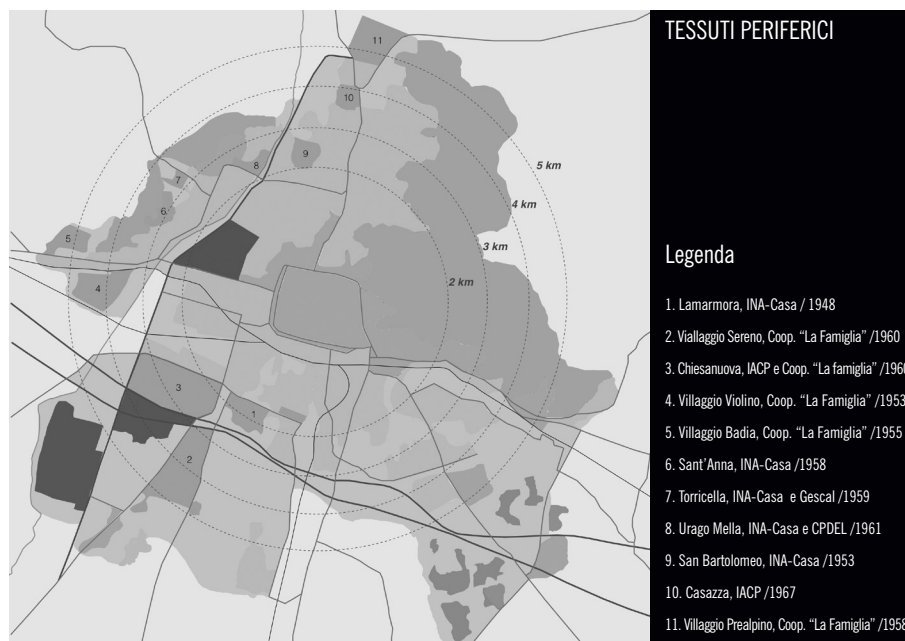 TESSUTI PERIFERICI
11
10
5 km
9
8
7
4 km
6
5
3 km
2 km
4
3
1
2
Legenda
1. Lamarmora, INA-Casa / 1948
2. Viallaggio Sereno, Coop. “La Famiglia” /1960
3. Chiesanuova, IACP e Coop. “La famiglia” /1960
4. Villaggio Violino, Coop. “La Famiglia” /1953
5. Villaggio Badia, Coop. “La Famiglia” /1955
6. Sant’Anna, INA-Casa /1958
7. Torricella, INA-Casa e Gescal /1959
8. Urago Mella, INA-Casa e CPDEL /1961
9. San Bartolomeo, INA-Casa /1953
10. Casazza, IACP /1967
11. Villaggio Prealpino, Coop. “La Famiglia” /1958